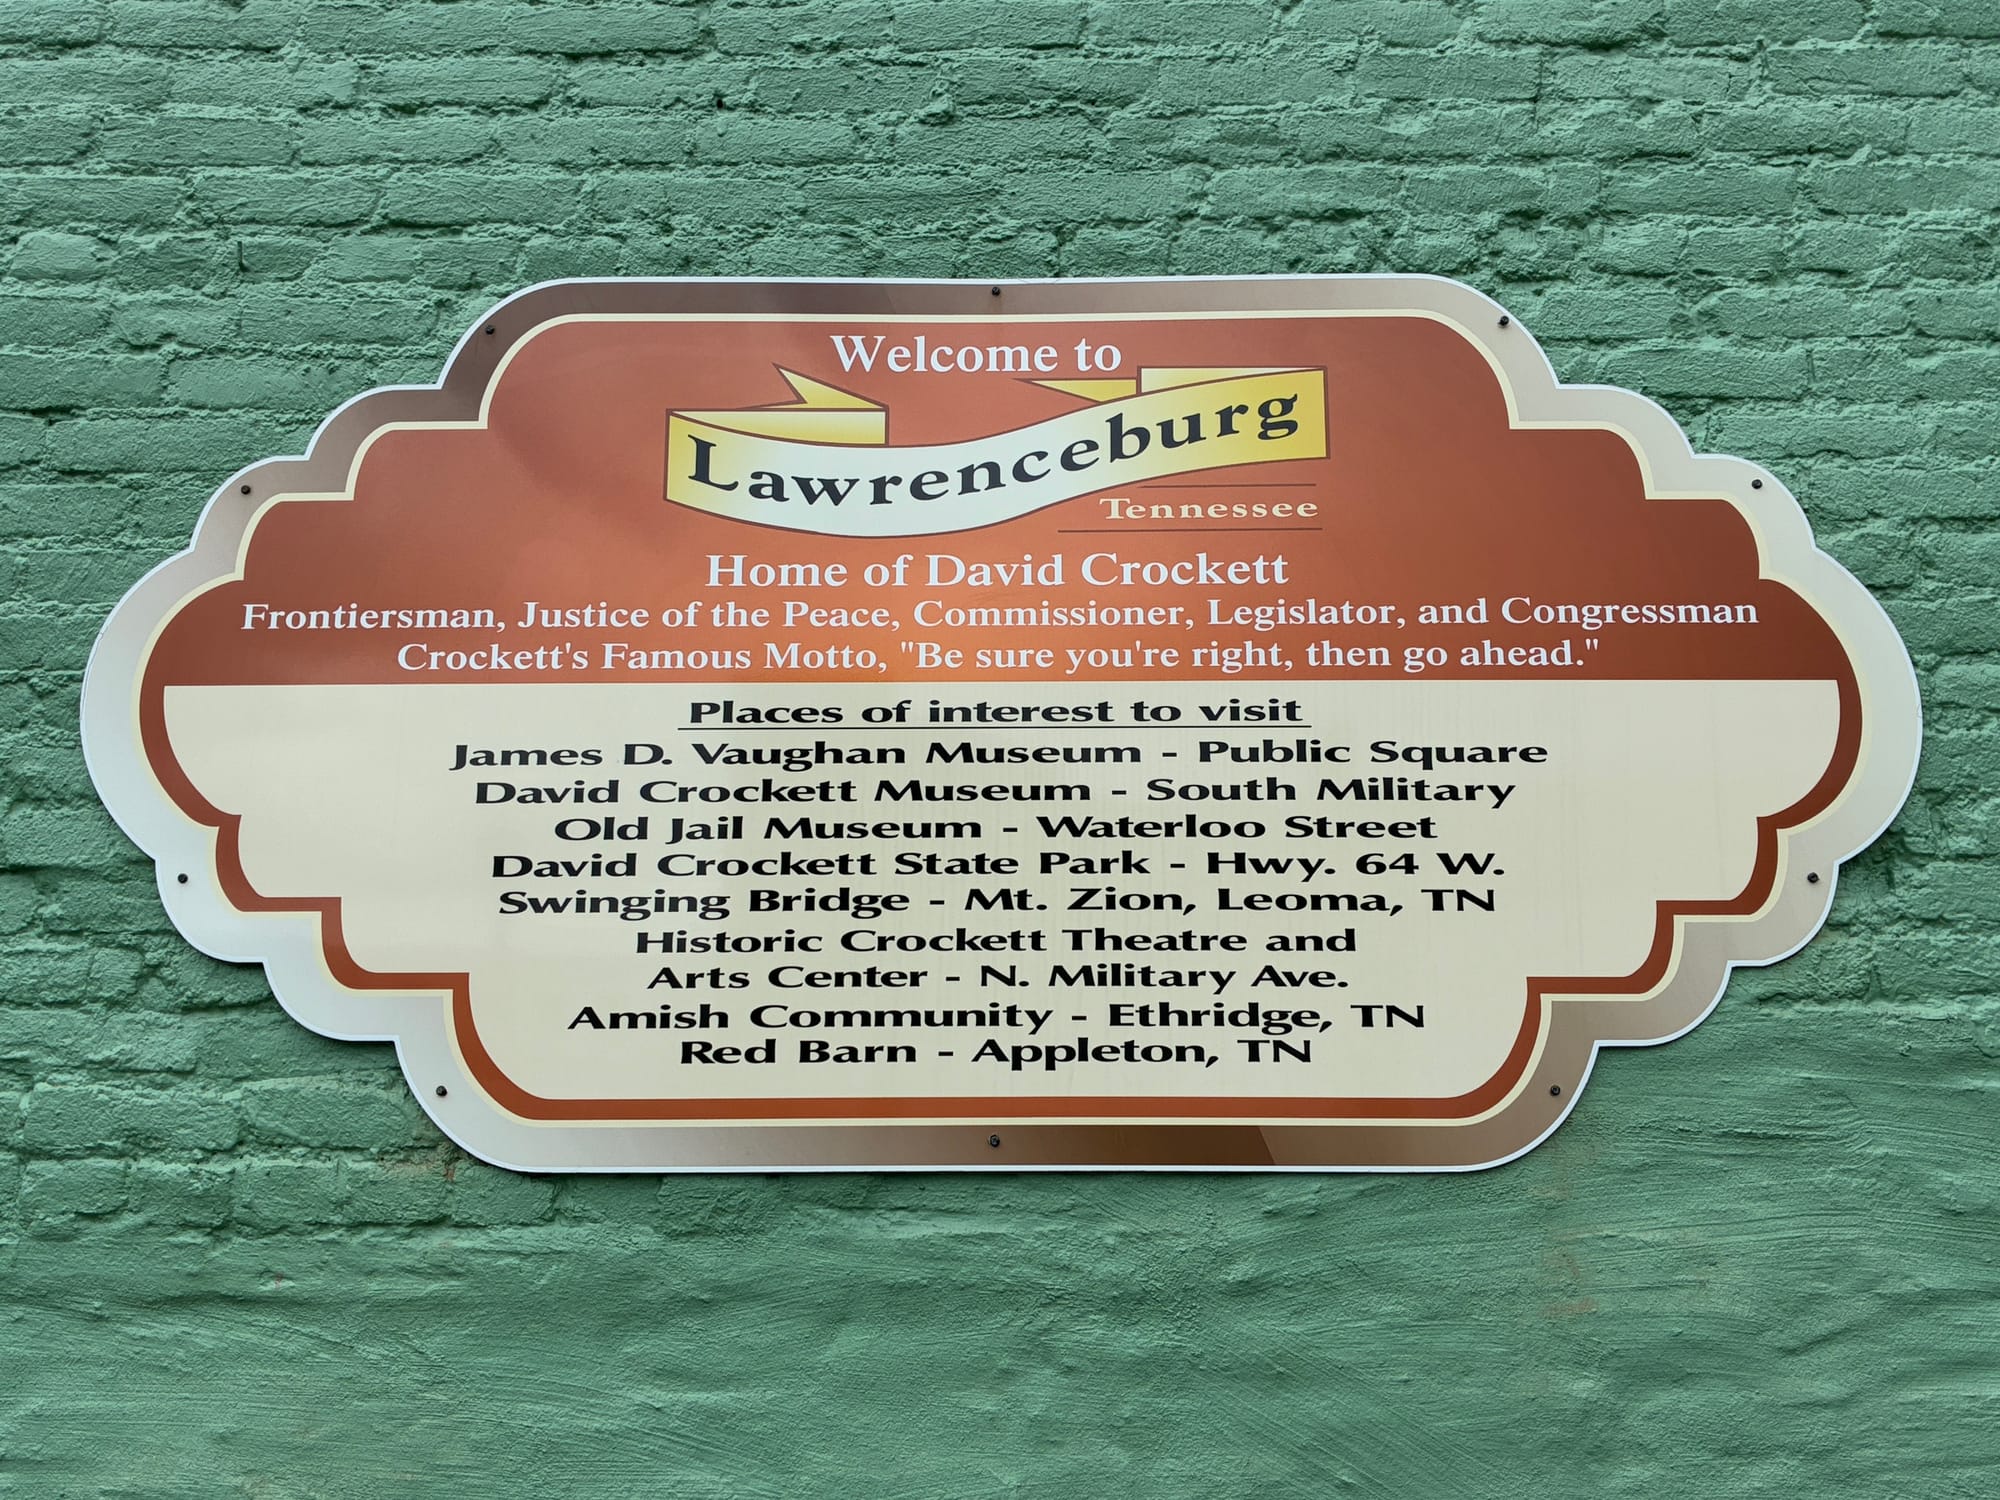 Welcome to
Lawrenceburg
Tennessee
Home of David Crockett
Frontiersman, Justice of the Peace, Commissioner, Legislator, and Congressman
Crockett's Famous Motto, "Be sure you're right, then go ahead."
Places of interest to visit
James D. Vaughan Museum - Public Square
David Crockett Museum - South Military
Old Jail Museum - Waterloo Street
David Crockett State Park - Hwy. 64 W.
Swinging Bridge - Mt. Zion, Leoma, TN
Historic Crockett Theatre and
Arts Center - N. Military Ave.
Amish Community - Ethridge, TN
Red Barn - Appleton, TN